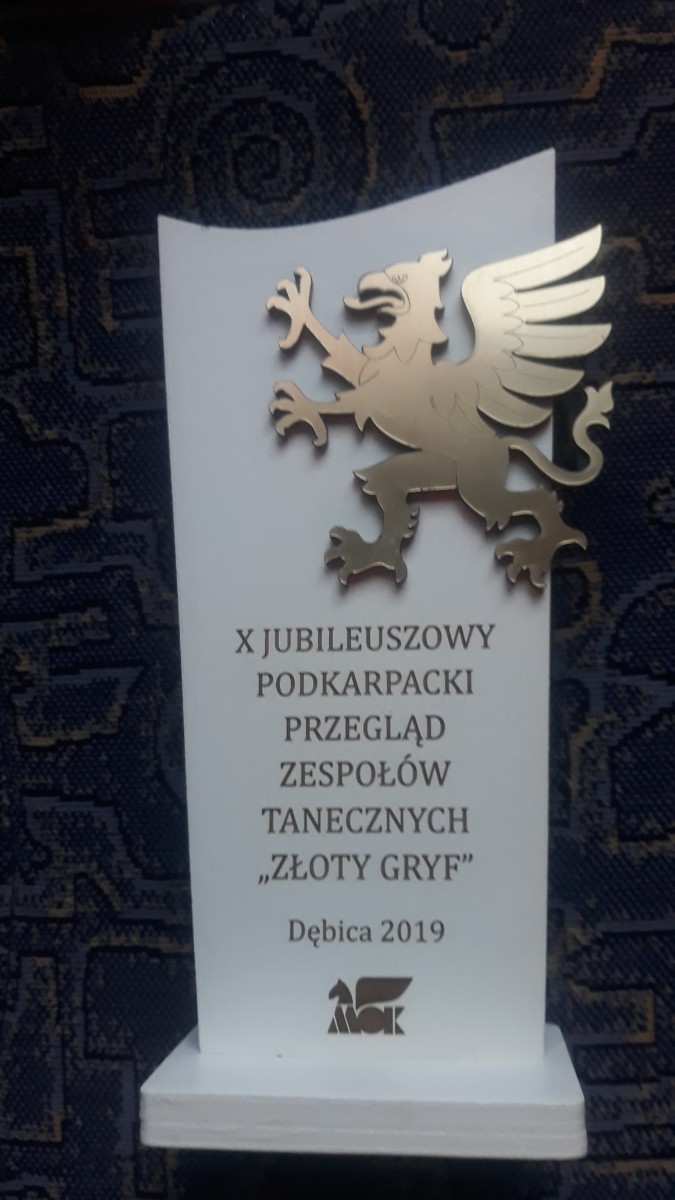 X JUBILEUSZOWY
PODKARPACKI
PRZEGLĄD
ZESPOŁÓW
TANECZNYCH
„ZŁOTY GRYF”
Dębica 2019
MOK